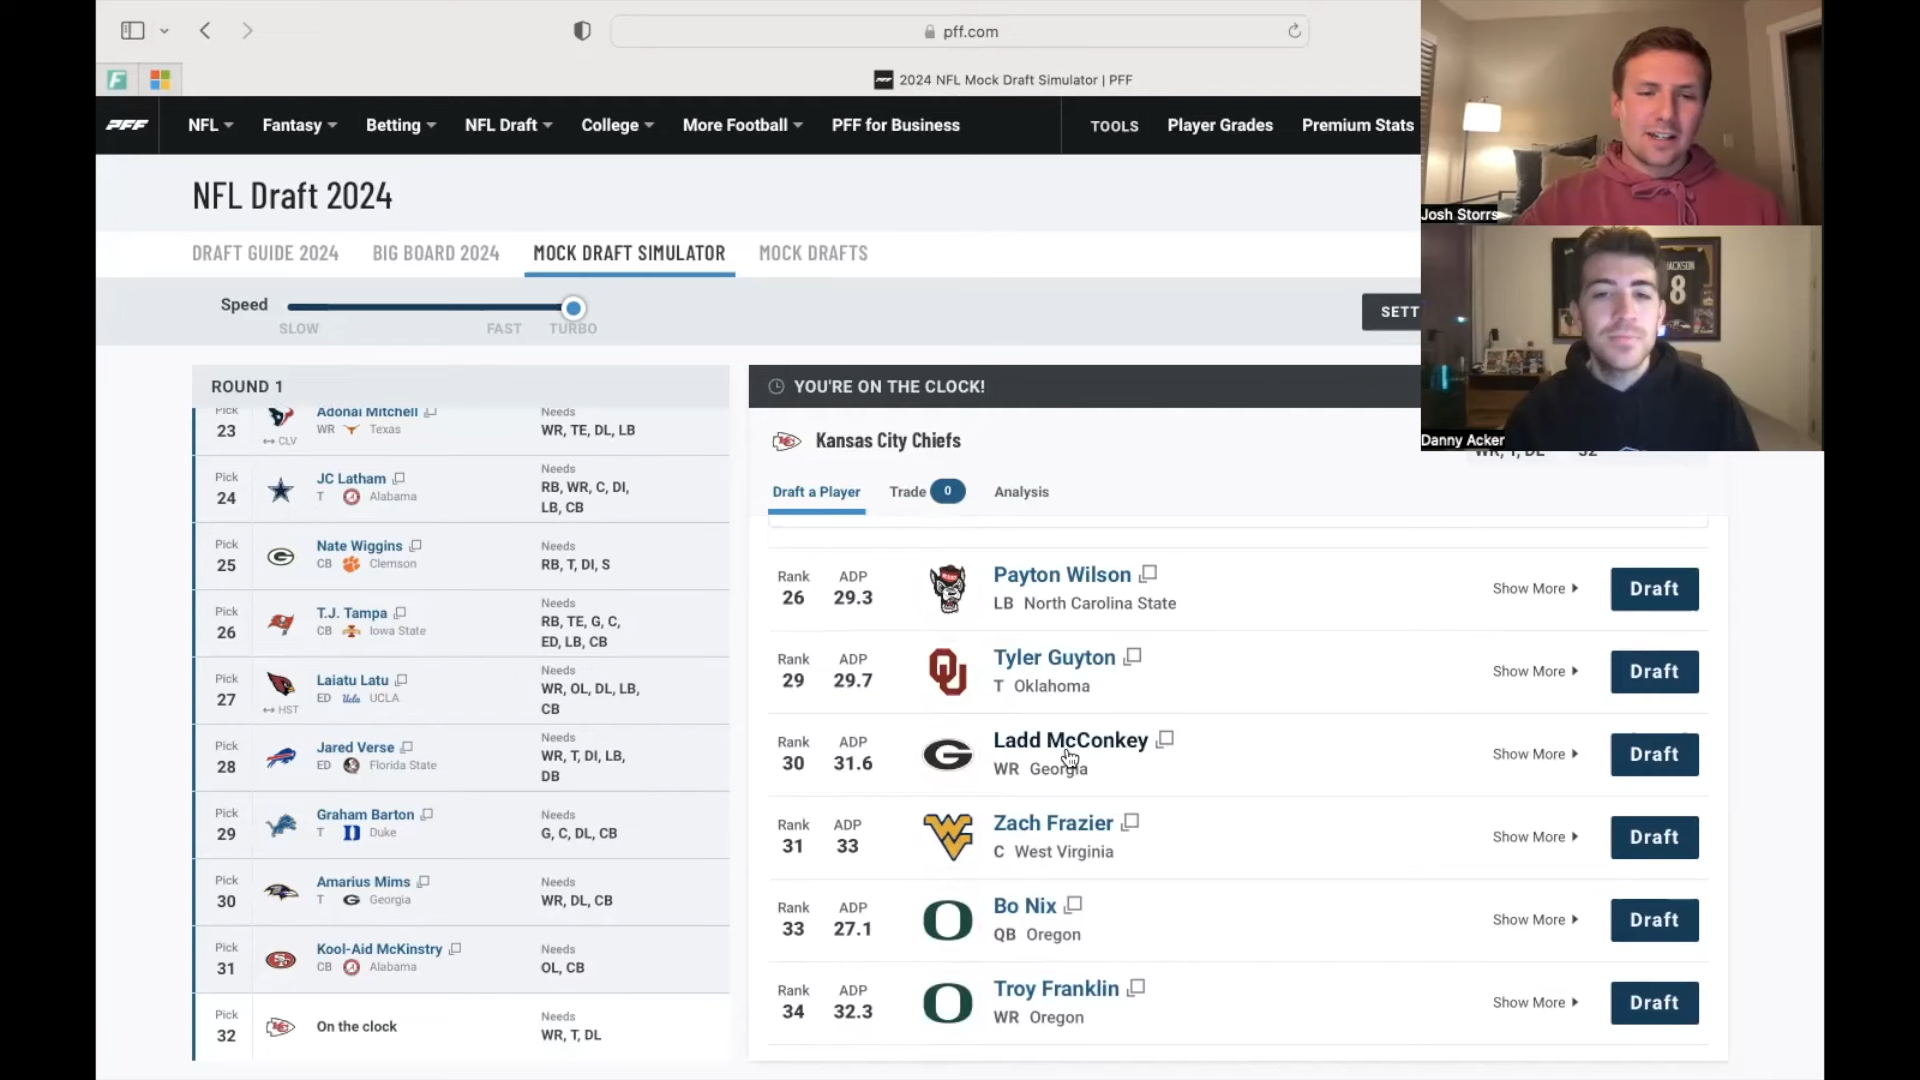 pff.com
2024 NFL Mock Draft Simulator | PFF
PFF
NFL
Fantasy
Betting
NFL Draft
College
More Football
PFF for Business
TOOLS
Player Grades
Premium Stats
Josh Storrs
NFL Draft 2024
DRAFT GUIDE 2024
BIG BOARD 2024
MOCK DRAFT SIMULATOR
MOCK DRAFTS
Speed
SLOW
FAST
TURBO
SETT
JACKSON
8
Danny Acker
ROUND 1
Pick
23
↔ CLV
Adonai Mitchell
WR Texas
Needs
WR, TE, DL, LB
Pick
24
JC Latham
T Alabama
Needs
RB, WR, C, DI,
LB, CB
Pick
25
Nate Wiggins
CB Clemson
Needs
RB, T, DI, S
Pick
26
T.J. Tampa
CB Iowa State
Needs
RB, TE, G, C,
ED, LB, CB
Pick
27
↔ HST
Laiatu Latu
ED Ucla UCLA
Needs
WR, OL, DL, LB,
CB
Pick
28
Jared Verse
ED Florida State
Needs
WR, T, DI, LB,
DB
Pick
29
Graham Barton
T D Duke
Needs
G, C, DL, CB
Pick
30
Amarius Mims
T G Georgia
Needs
WR, DL, CB
Pick
31
Kool-Aid McKinstry
CB Alabama
Needs
OL, CB
Pick
32
On the clock
Needs
WR, T, DL
YOU'RE ON THE CLOCK!
Kansas City Chiefs
WR, T, DL 32
Draft a Player
Trade 0
Analysis
Rank ADP
26 29.3
Payton Wilson
LB North Carolina State
Show More
Draft
Rank ADP
29 29.7
OU
Tyler Guyton
T Oklahoma
Show More
Draft
Rank ADP
30 31.6
G
Ladd McConkey
WR Georgia
Show More
Draft
Rank ADP
31 33
WV
Zach Frazier
C West Virginia
Show More
Draft
Rank ADP
33 27.1
O
Bo Nix
QB Oregon
Show More
Draft
Rank ADP
34 32.3
O
Troy Franklin
WR Oregon
Show More
Draft